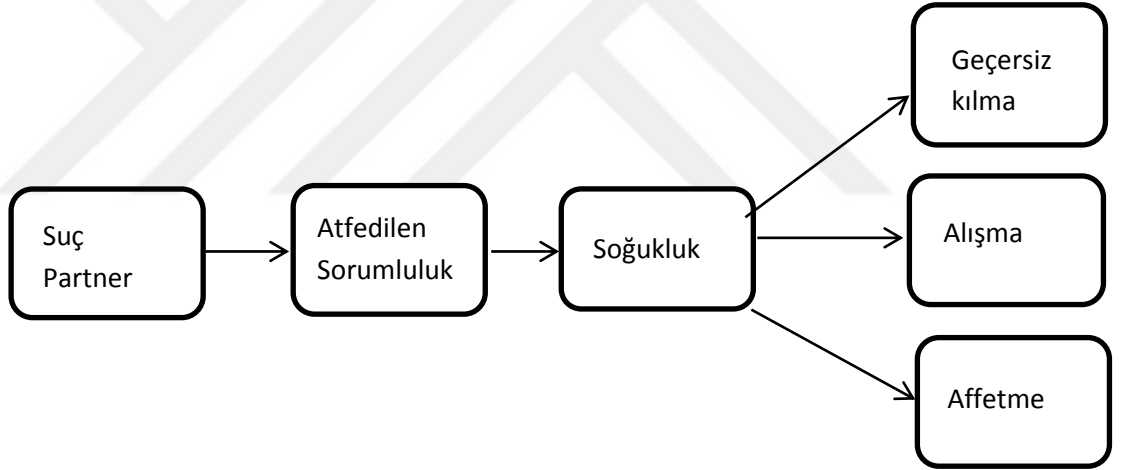 Suç
Partner
Atfedilen
Sorumluluk
Soğukluk
Geçersiz
kılma
Alışma
Affetme